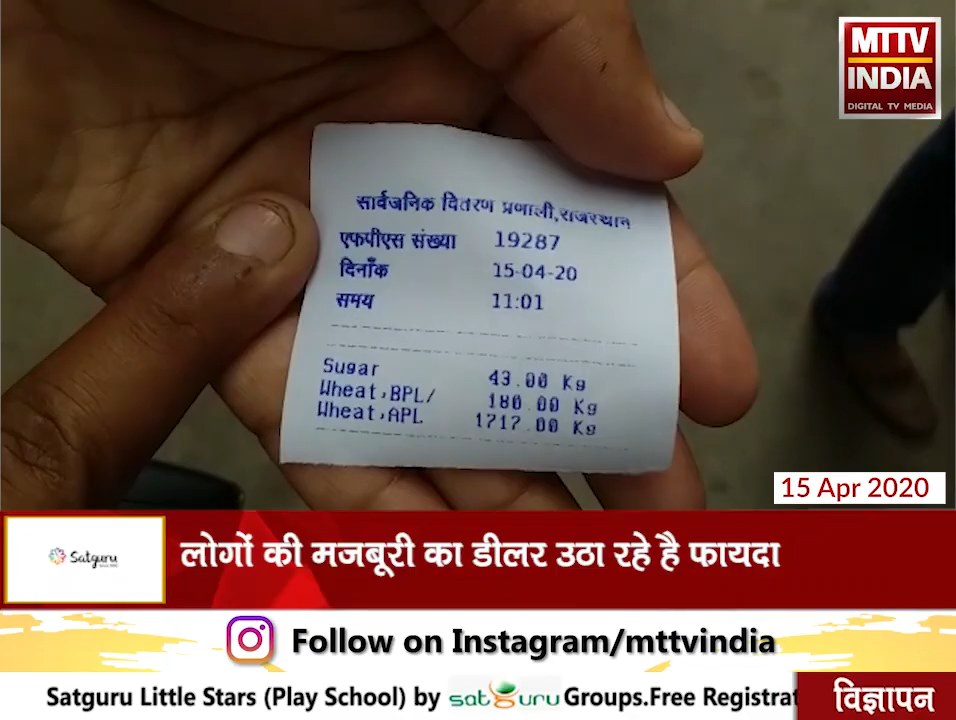 MTTV
INDIA
DIGITAL TV MEDIA
सार्वजनिक वितरण प्रणाली,राजस्थान
एफपीएस संख्या 19287
दिनाँक 15-04-20
समय 11:01
Sugar 43.00 Kg
Wheat,BPL/ 180.00 Kg
Wheat,APL 1717.00 Kg
15 Apr 2020
Satguru
लोगों की मजबूरी का डीलर उठा रहे है फायदा
Follow on Instagram/mttvindia
Satguru Little Stars (Play School) by satguru Groups.Free Registrat
विज्ञापन